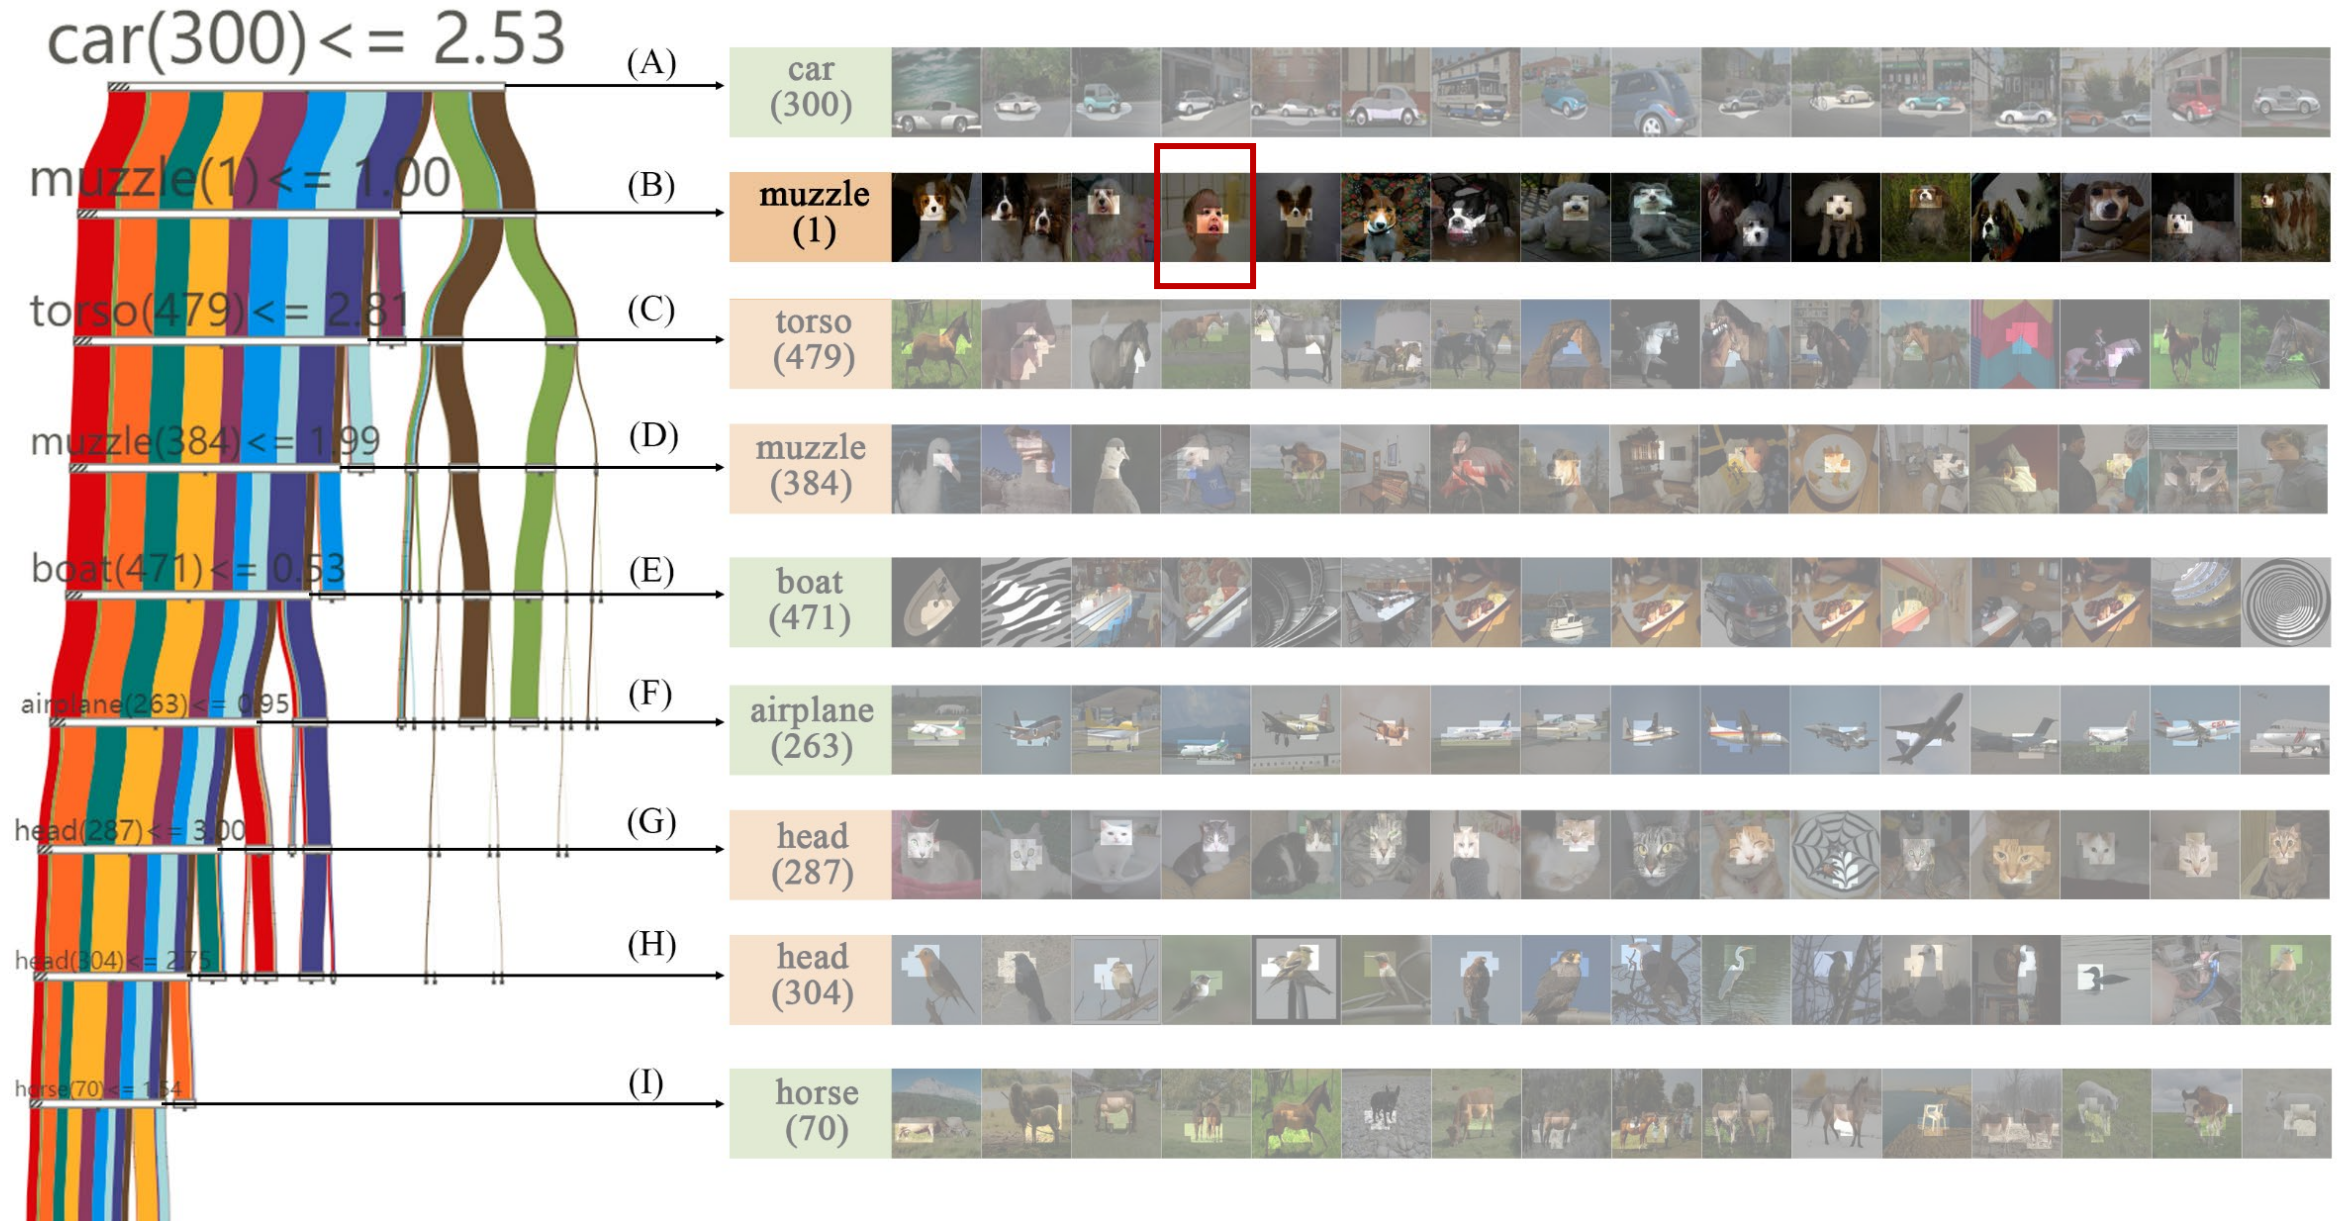 car(300)<= 2.53
(A)
car
(300)
muzzle(1)<= 1.00
(B)
muzzle
(1)
torso(479)<= 2.81
(C)
torso
(479)
muzzle(384)<= 1.99
(D)
muzzle
(384)
boat(471)<= 0.53
(E)
boat
(471)
airplane(263)<= 0.95
(F)
airplane
(263)
head(287)<= 3.00
(G)
head
(287)
head(304)<= 2.75
(H)
head
(304)
horse(70)<= 1.54
(I)
horse
(70)